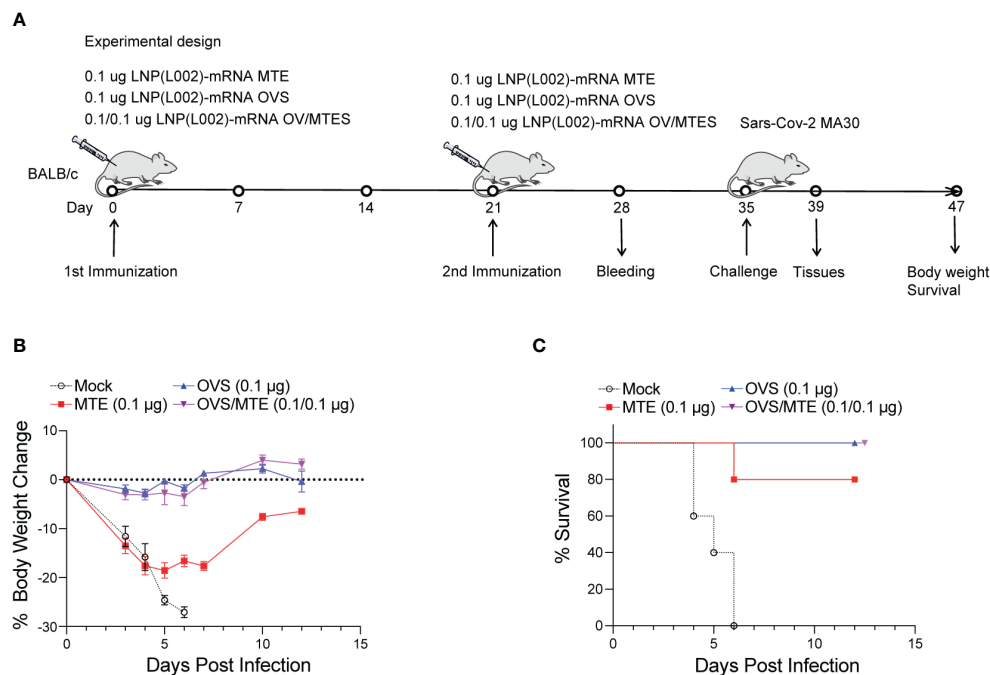 A
Experimental design
0.1 ug LNP(L002)-mRNA MTE
0.1 ug LNP(L002)-mRNA OVS
0.1/0.1 ug LNP(L002)-mRNA OV/MTES
0.1 ug LNP(L002)-mRNA MTE
0.1 ug LNP(L002)-mRNA OVS
0.1/0.1 ug LNP(L002)-mRNA OV/MTES
Sars-Cov-2 MA30
BALB/c
Day 0 7 14 21 28 35 39 47
1st Immunization
2nd Immunization
Bleeding
Challenge
Tissues
Body weight
Survival
B
Mock
OVS (0.1 µg)
MTE (0.1 µg)
OVS/MTE (0.1/0.1 µg)
% Body Weight Change
10
0
-10
-20
-30
0 5 10 15
Days Post Infection
C
Mock
OVS (0.1 µg)
MTE (0.1 µg)
OVS/MTE (0.1/0.1 µg)
% Survival
100
80
60
40
20
0
0 5 10 15
Days Post Infection